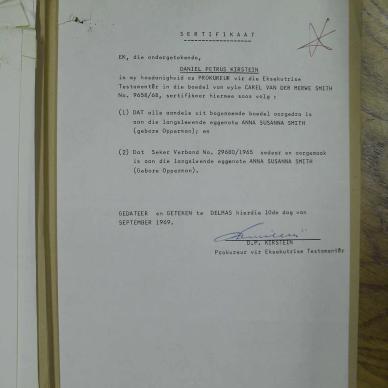 SERTIFIKAAT
EK, die ondergetekende,
DANIEL PETRUS KIRSTEIN
in my hoedanigheid as PROKUREUR vir die Eksekutrise
Testamentêr in die boedel van wyle CAREL VAN DER MERWE SMITH
No. 9658/68, sertifiseer hiermee soos volg :
(1) DAT alle aandele uit bogenoemde boedel oorgedra is
aan die langslewende eggenote ANNA SUSANNA SMITH
(gebore Opperman); en
(2) Dat Seker Verband No. 29680/1965 sedeer en oorgemaak
is aan die langslewende eggenote ANNA SUSANNA SMITH
(Gebore Opperman).
GEDATEER en GETEKEN te DELMAS hierdie 10de dag van
SEPTEMBER 1969.
D.P. KIRSTEIN
Prokureur vir Eksekutrise Testamentêr